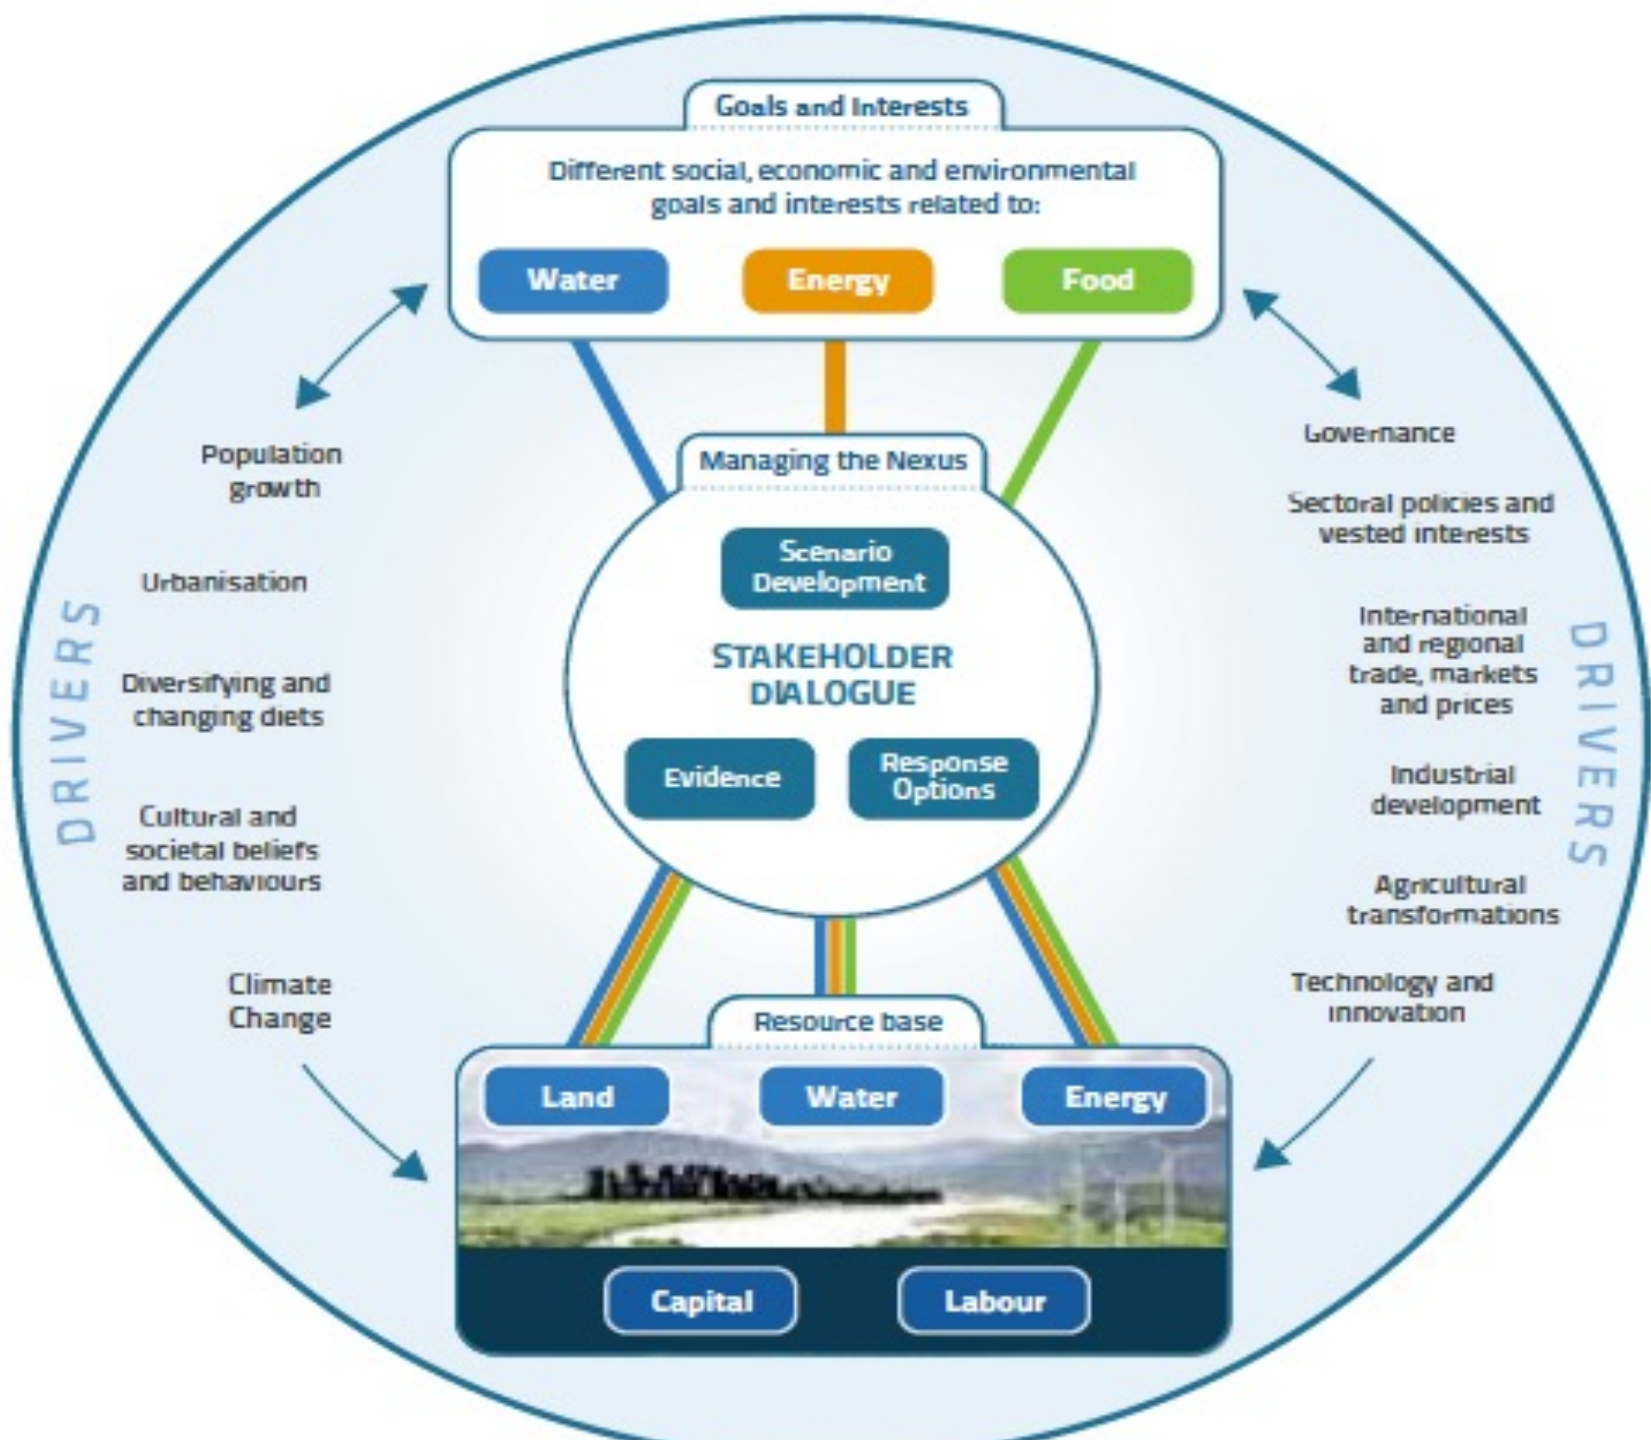 Goals and Interests
Different social, economic and environmental
goals and interests related to:
Water
Energy
Food
Managing the Nexus
Scenario
Development
STAKEHOLDER
DIALOGUE
Evidence
Response
Options
DRIVERS
Population
growth
Urbanisation
Diversifying and
changing diets
Cultural and
societal beliefs
and behaviours
Climate
Change
DRIVERS
Governance
Sectoral policies and
vested interests
International
and regional
trade, markets
and prices
Industrial
development
Agricultural
transformations
Technology and
innovation
Resource base
Land
Water
Energy
Capital
Labour